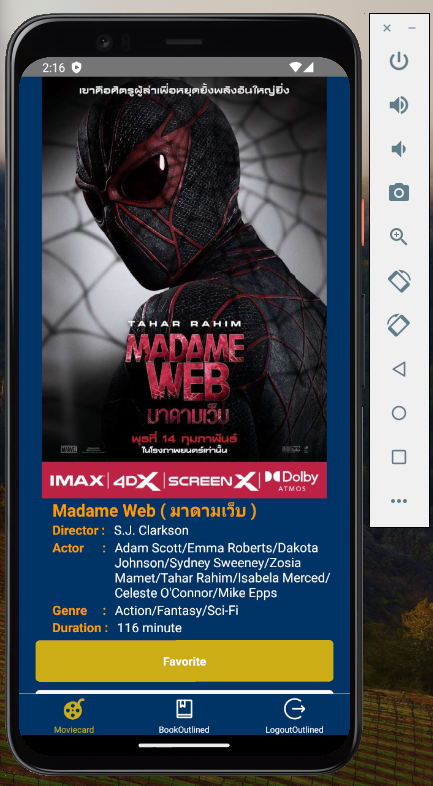 2:16
เขาคือศัตรูผู้ล่าเพื่อหยุดยั้งพลังอันใหญ่ยิ่ง
TAHAR RAHIM
MADAME
WEB
มาดามเว็บ
พุธที่ 14 กุมภาพันธ์
ในโรงภาพยนตร์เท่านั้น
IMAX | 4DX | SCREENX | Dolby
ATMOS
Madame Web ( มาดามเว็บ )
Director : S.J. Clarkson
Actor : Adam Scott/Emma Roberts/Dakota
Johnson/Sydney Sweeney/Zosia
Mamet/Tahar Rahim/Isabela Merced/
Celeste O'Connor/Mike Epps
Genre : Action/Fantasy/Sci-Fi
Duration : 116 minute
Favorite
Moviecard BookOutlined LogoutOutlined